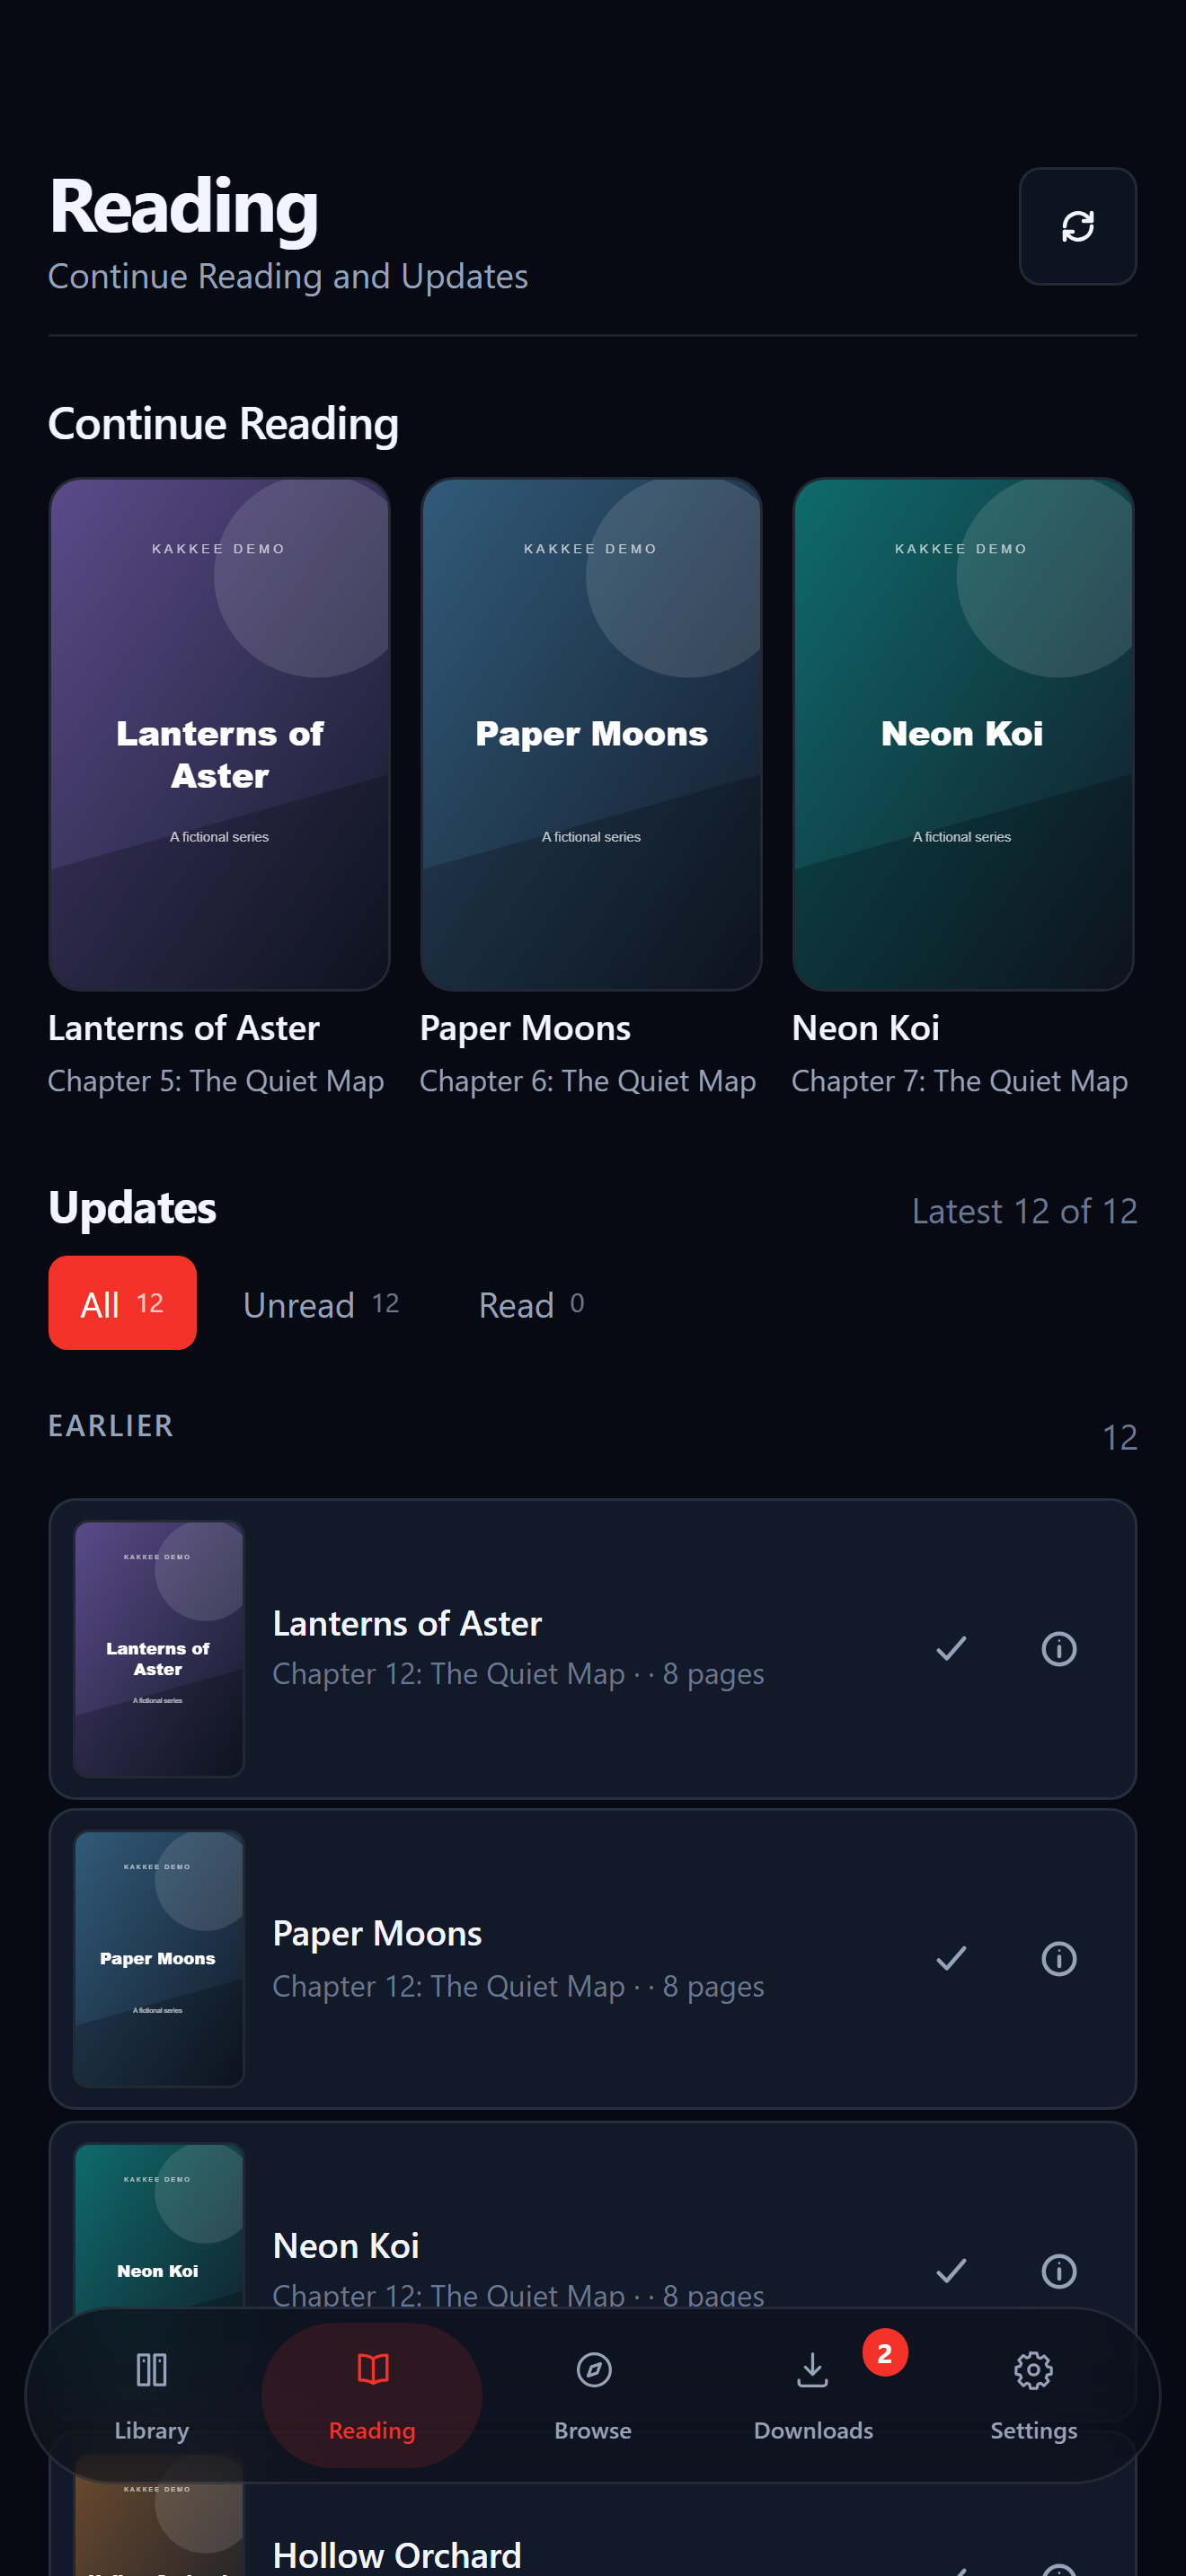 Reading
Continue Reading and Updates
Continue Reading
KAKKEE DEMO
Lanterns of
Aster
A fictional series
KAKKEE DEMO
Paper Moons
A fictional series
KAKKEE DEMO
Neon Koi
A fictional series
Lanterns of Aster
Chapter 5: The Quiet Map
Paper Moons
Chapter 6: The Quiet Map
Neon Koi
Chapter 7: The Quiet Map
Updates
Latest 12 of 12
All 12
Unread 12
Read 0
EARLIER
12
KAKKEE DEMO
Lanterns of
Aster
A fictional series
Lanterns of Aster
Chapter 12: The Quiet Map · · 8 pages
KAKKEE DEMO
Paper Moons
A fictional series
Paper Moons
Chapter 12: The Quiet Map · · 8 pages
KAKKEE DEMO
Neon Koi
Neon Koi
Chapter 12: The Quiet Map · · 8 pages
Library
Reading
Browse
2
Downloads
Settings
KAKKEE DEMO
Hollow Orchard